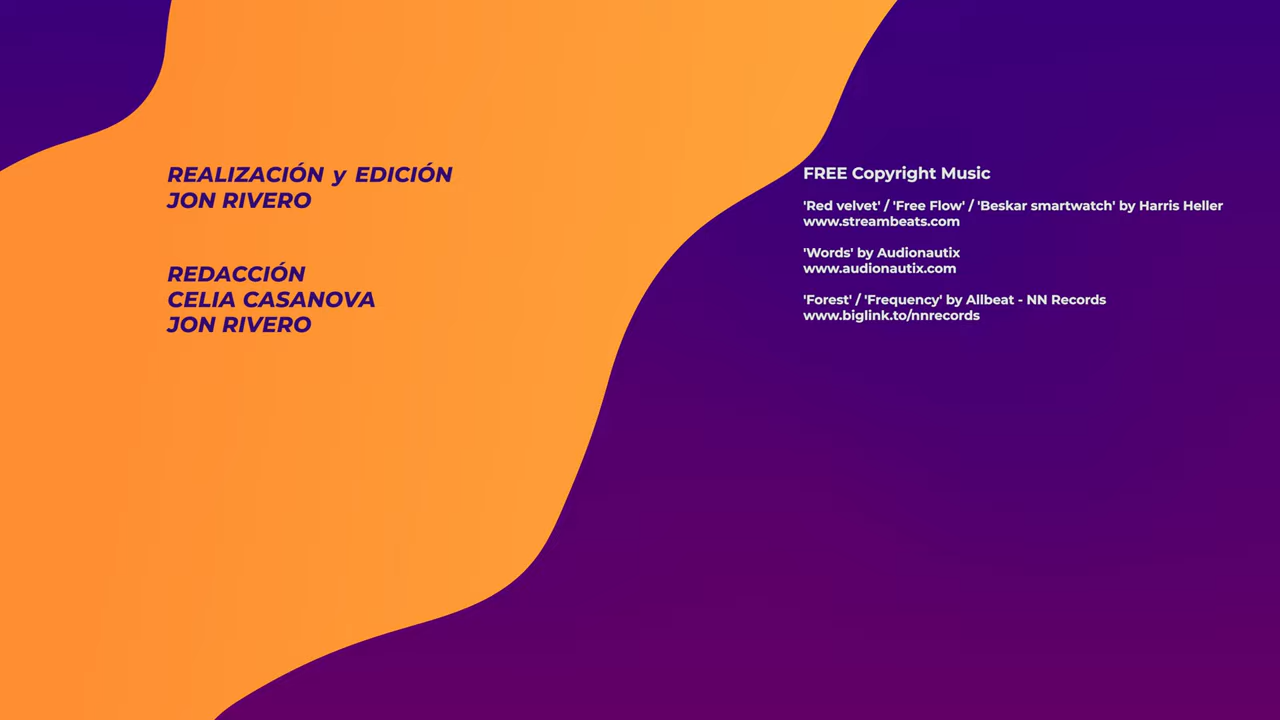 REALIZACIÓN y EDICIÓN
JON RIVERO
REDACCIÓN
CELIA CASANOVA
JON RIVERO
FREE Copyright Music
'Red velvet' / 'Free Flow' / 'Beskar smartwatch' by Harris Heller
www.streambeats.com
'Words' by Audionautix
www.audionautix.com
'Forest' / 'Frequency' by Allbeat - NN Records
www.biglink.to/nnrecords